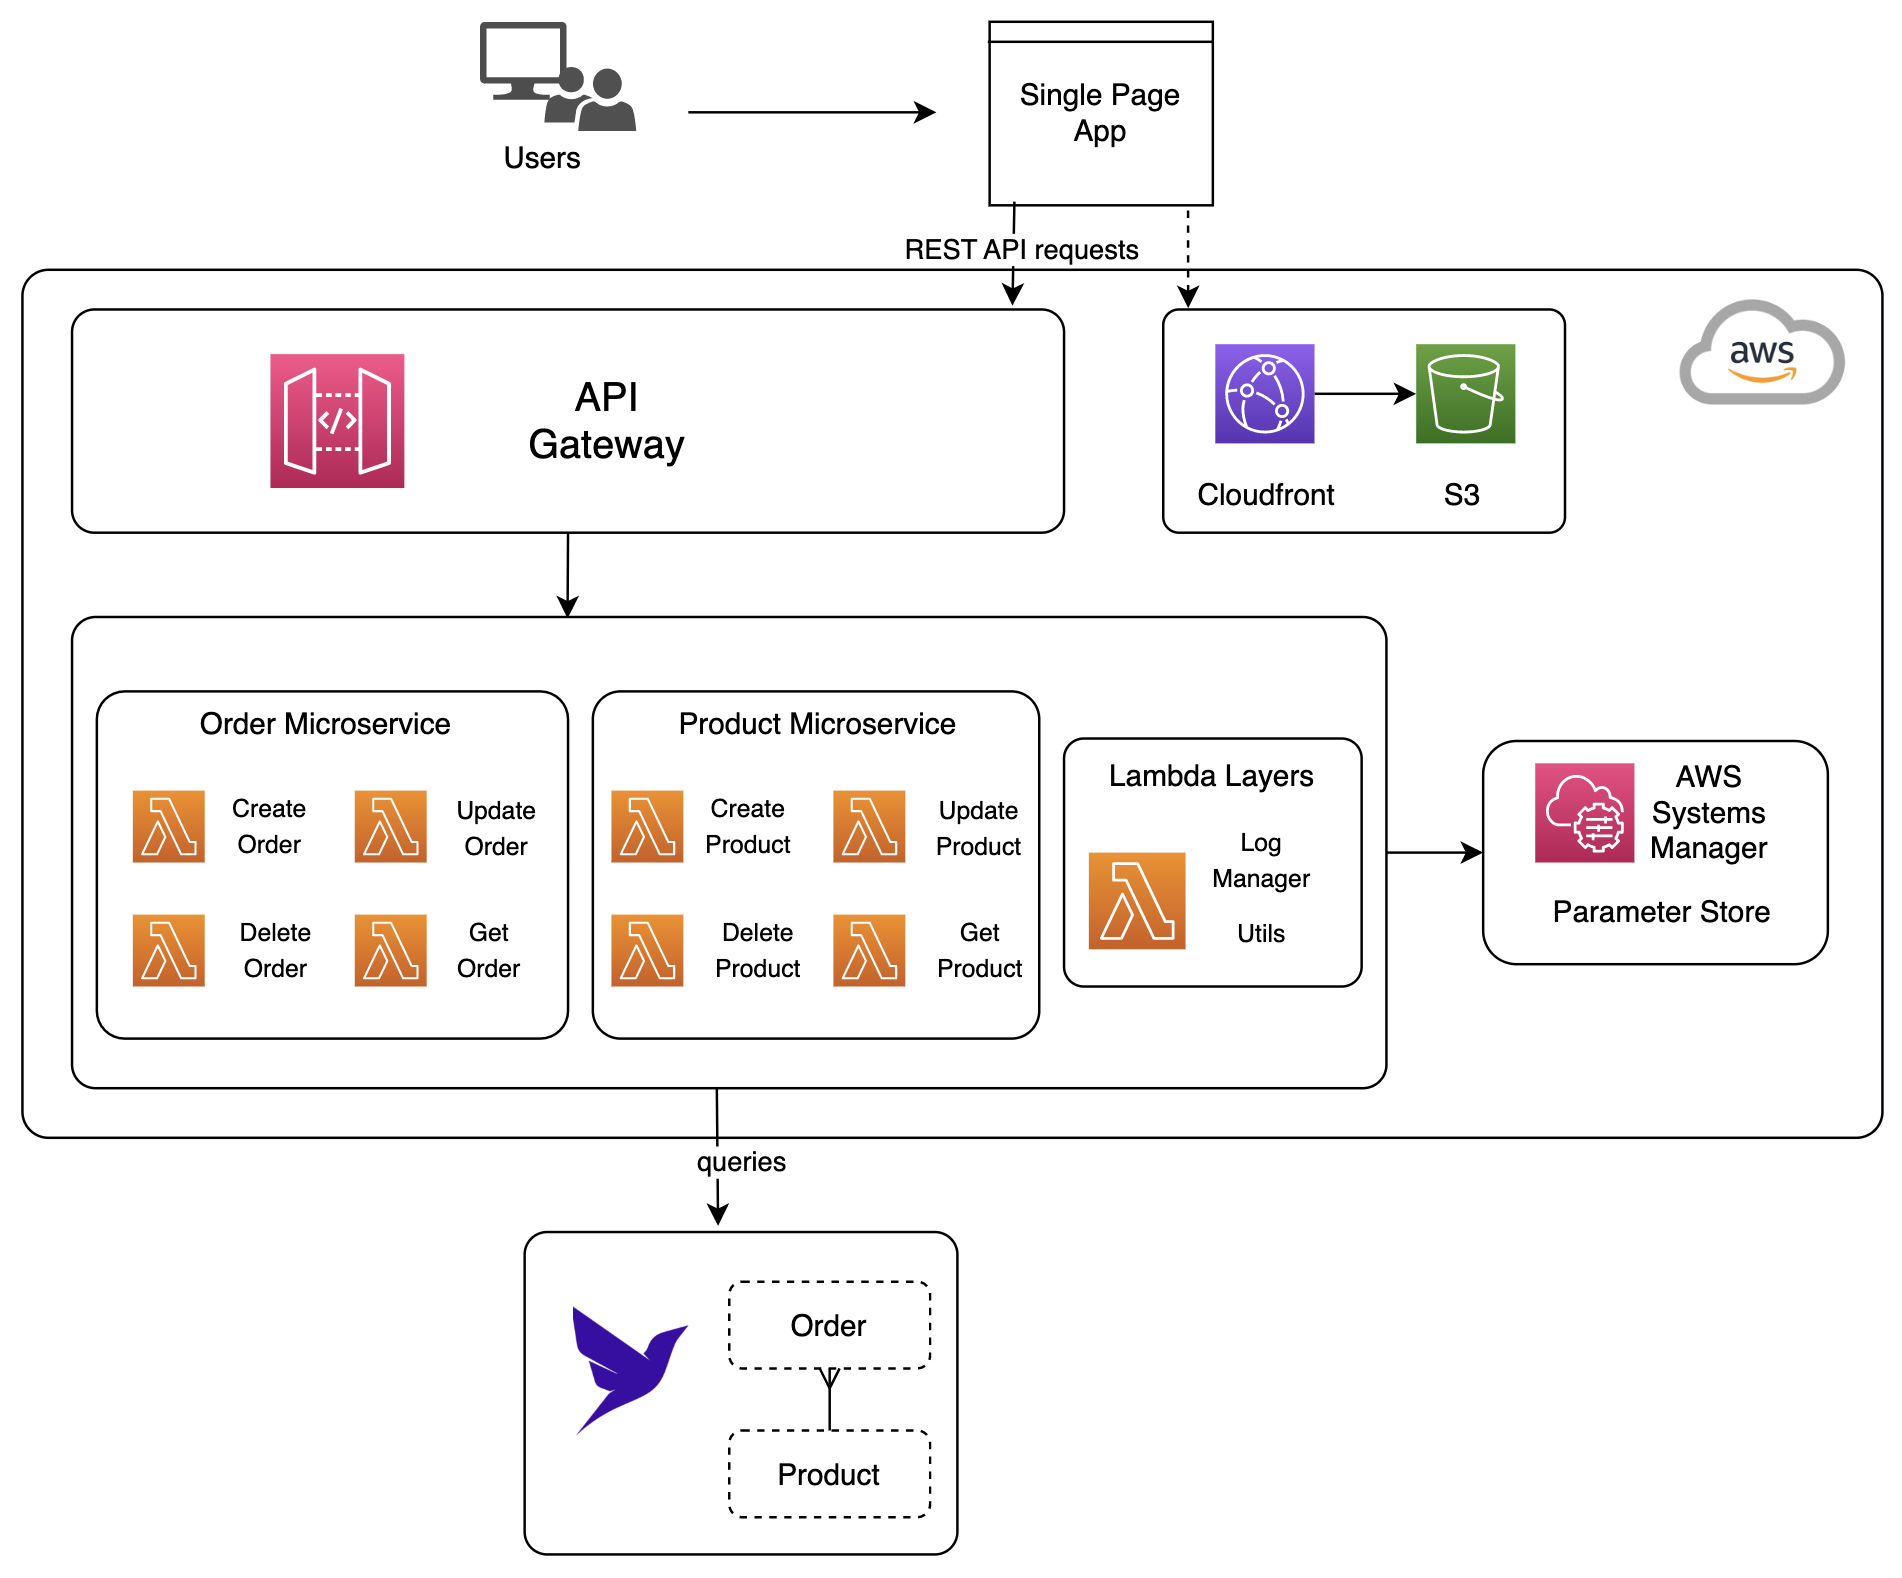 Users
Single Page
App
REST API requests
API
Gateway
</>
Cloudfront
S3
aws
Order Microservice
Create
Order
Update
Order
Delete
Order
Get
Order
Product Microservice
Create
Product
Update
Product
Delete
Product
Get
Product
Lambda Layers
Log
Manager
Utils
AWS
Systems
Manager
Parameter Store
queries
Order
Product